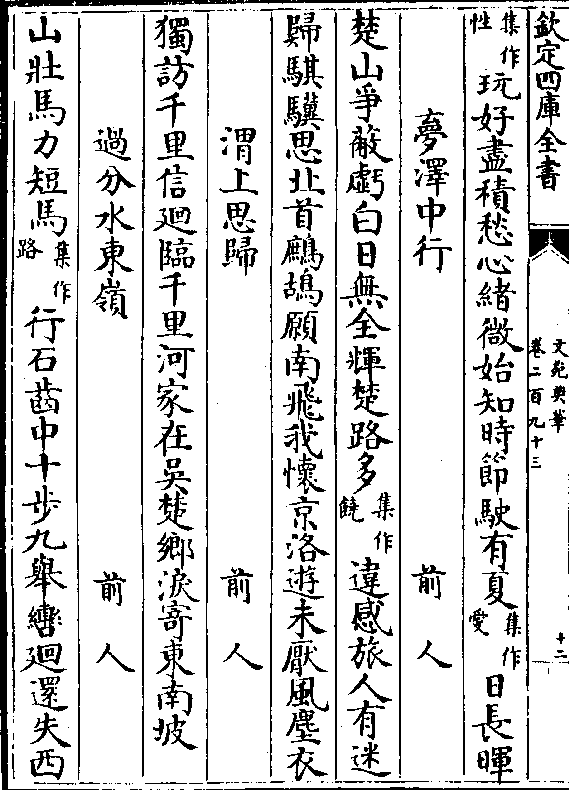 欽定四庫全書
文苑英華
卷二百九十三
十二
集作性玩好盡積愁心緒微始知時節駛有夏集作愛日長暉
夢澤中行 前人
楚山爭蔽虧白日無全輝楚路多集作饒違感旅人有迷
歸騏驥思北首鷓鴣願南飛我懷京洛遊未厭風塵衣
渭上思歸 前人
獨訪千里信迴臨千里河家在吳楚鄉淚寄東南坡
過分水東嶺 前人
山壯馬力短馬集作路行石齒中十步九舉轡迴還失西